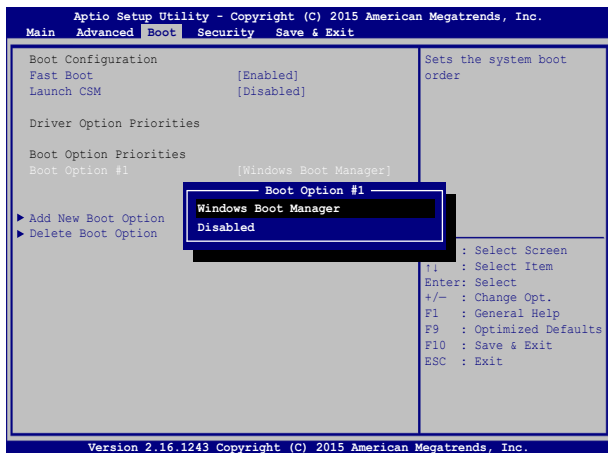 Aptio Setup Utility - Copyright (C) 2015 American Megatrends, Inc.
Main Advanced Boot Security Save & Exit
Boot Configuration
Fast Boot [Enabled]
Launch CSM [Disabled]
Driver Option Priorities
Boot Option Priorities
Boot Option #1 [Windows Boot Manager]
Add New Boot Option
Delete Boot Option
Boot Option #1
Windows Boot Manager
Disabled
Sets the system boot
order
: Select Screen
↑↓ : Select Item
Enter: Select
+/— : Change Opt.
F1 : General Help
F9 : Optimized Defaults
F10 : Save & Exit
ESC : Exit
Version 2.16.1243 Copyright (C) 2015 American Megatrends, Inc.